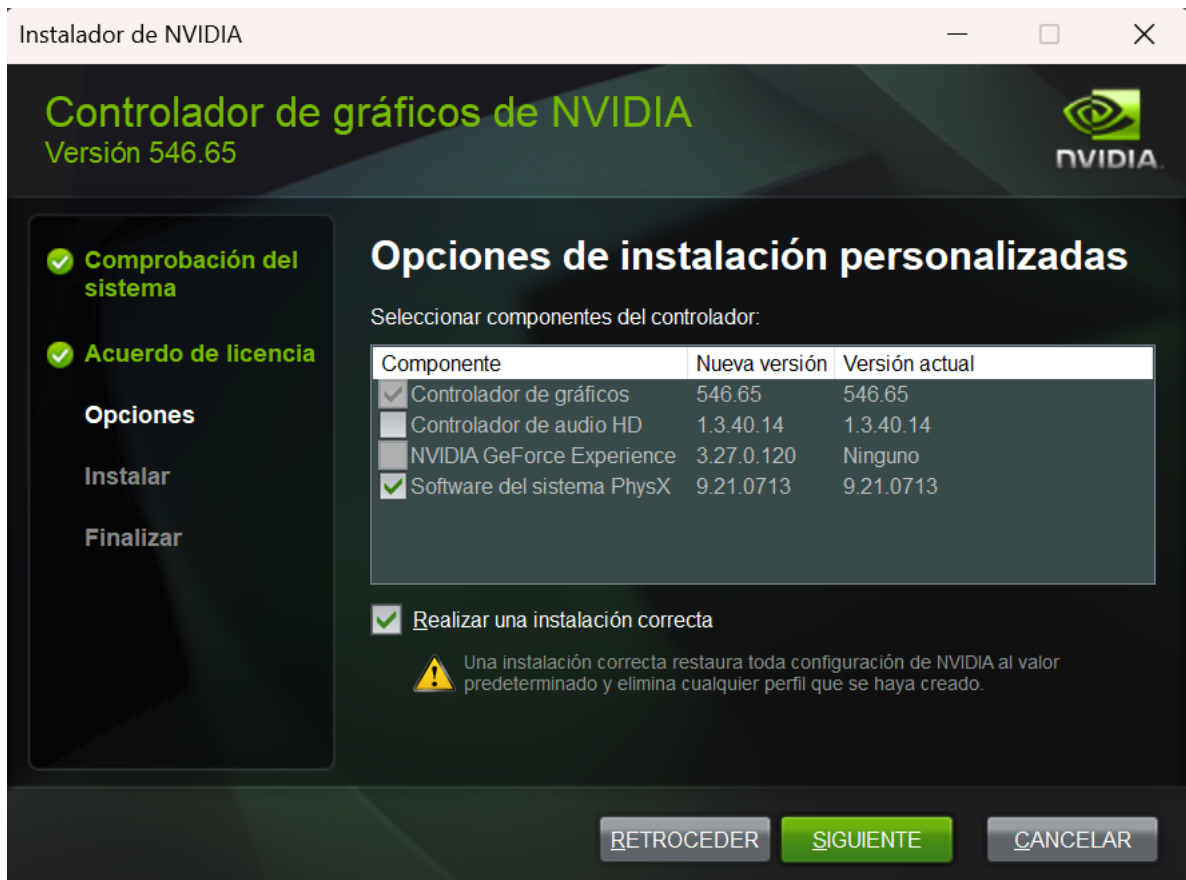 Instalador de NVIDIA
Controlador de gráficos de NVIDIA
Versión 546.65
NVIDIA.
Comprobación del
sistema
Acuerdo de licencia
Opciones
Instalar
Finalizar
Opciones de instalación personalizadas
Seleccionar componentes del controlador:
Componente Nueva versión Versión actual
Controlador de gráficos 546.65 546.65
Controlador de audio HD 1.3.40.14 1.3.40.14
NVIDIA GeForce Experience 3.27.0.120 Ninguno
Software del sistema PhysX 9.21.0713 9.21.0713
Realizar una instalación correcta
Una instalación correcta restaura toda configuración de NVIDIA al valor
predeterminado y elimina cualquier perfil que se haya creado.
RETROCEDER SIGUIENTE CANCELAR